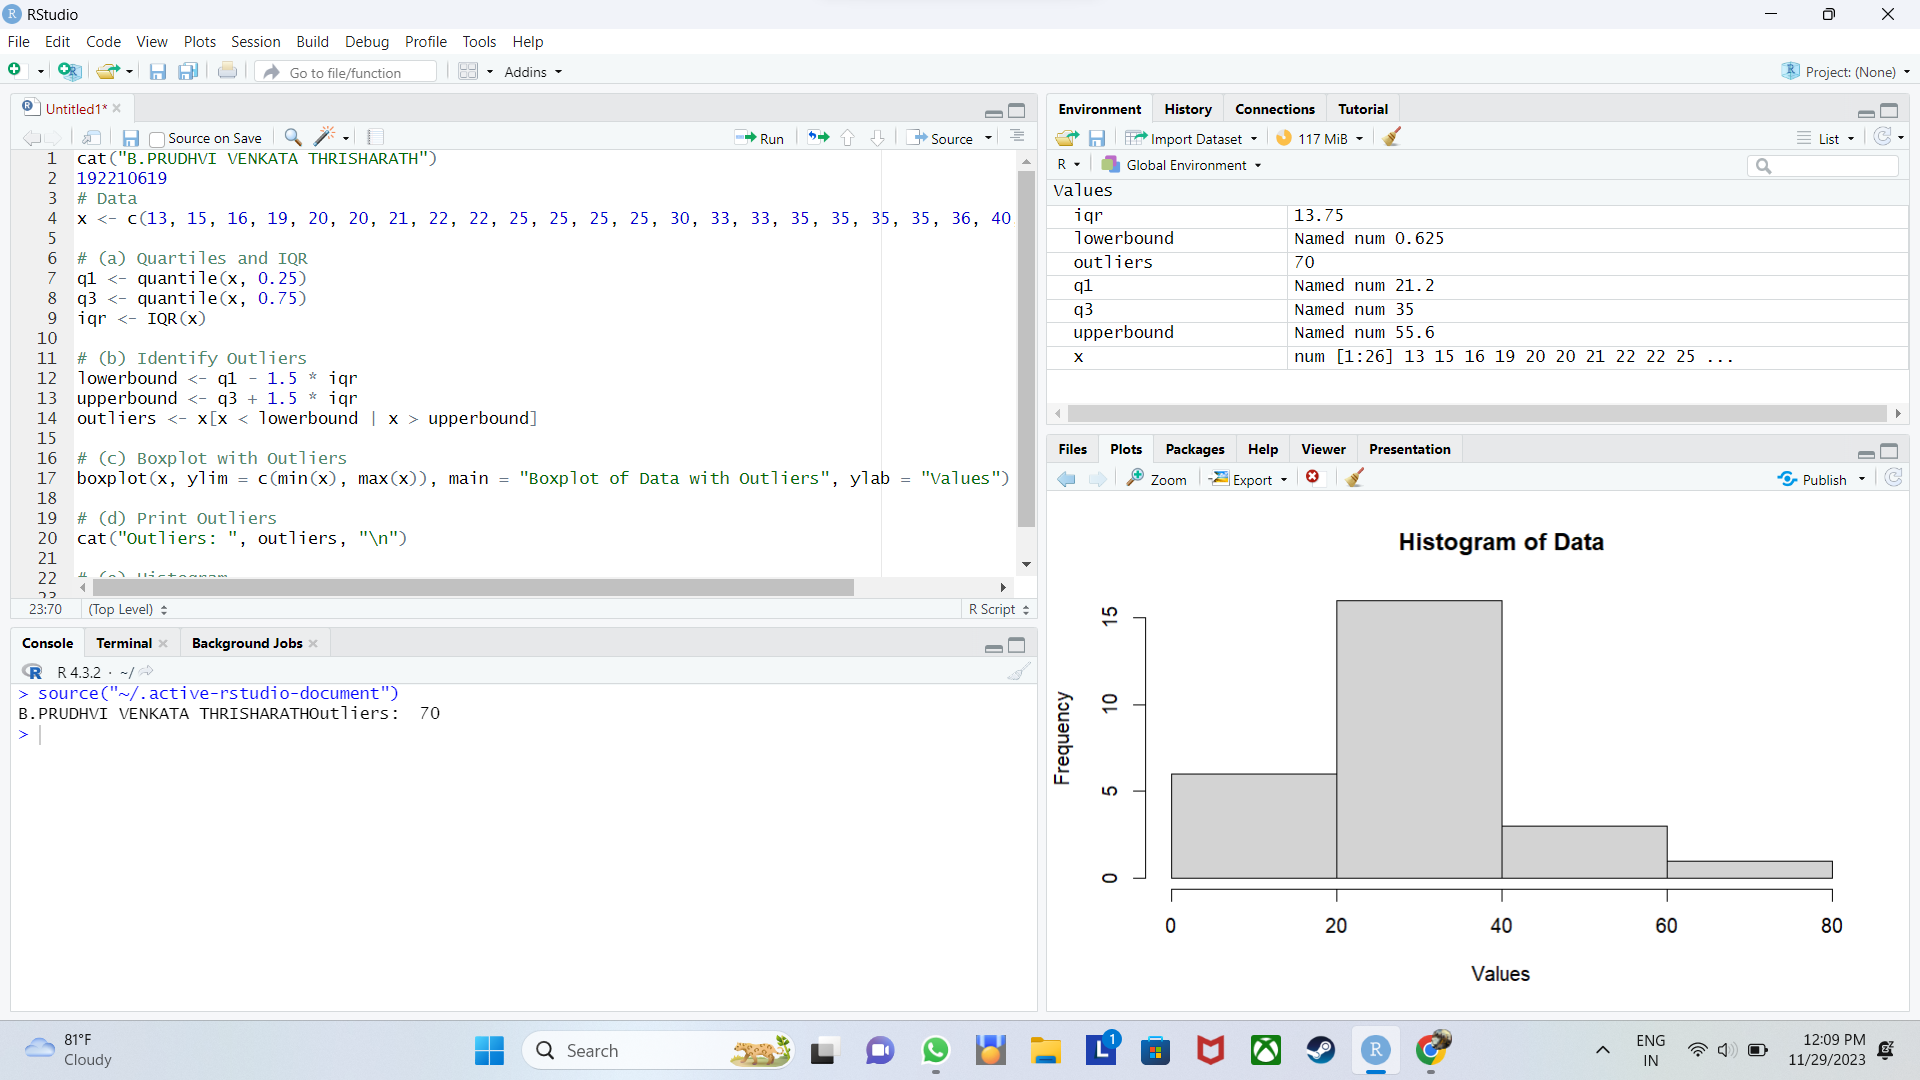 RStudio
File Edit Code View Plots Session Build Debug Profile Tools Help
Go to file/function Addins Project: (None)
Untitled1*
Source on Save Run Source
1 cat("B.PRUDHVI VENKATA THRISHARATH")
2 192210619
3 # Data
4 x <- c(13, 15, 16, 19, 20, 20, 21, 22, 22, 25, 25, 25, 25, 30, 33, 33, 35, 35, 35, 35, 36, 40
5
6 # (a) Quartiles and IQR
7 q1 <- quantile(x, 0.25)
8 q3 <- quantile(x, 0.75)
9 iqr <- IQR(x)
10
11 # (b) Identify Outliers
12 lowerbound <- q1 - 1.5 * iqr
13 upperbound <- q3 + 1.5 * iqr
14 outliers <- x[x < lowerbound | x > upperbound]
15
16 # (c) Boxplot with Outliers
17 boxplot(x, ylim = c(min(x), max(x)), main = "Boxplot of Data with Outliers", ylab = "Values")
18
19 # (d) Print Outliers
20 cat("Outliers: ", outliers, "\n")
21
22 # (e) Histogram
23
23:70 (Top Level) R Script
Console Terminal Background Jobs
R 4.3.2 · ~/
> source("~/.active-rstudio-document")
B.PRUDHVI VENKATA THRISHARATHOutliers:  70
>
Environment History Connections Tutorial
Import Dataset 117 MiB List
R Global Environment
Values
iqr 13.75
lowerbound Named num 0.625
outliers 70
q1 Named num 21.2
q3 Named num 35
upperbound Named num 55.6
x num [1:26] 13 15 16 19 20 20 21 22 22 25 ...
Files Plots Packages Help Viewer Presentation
Zoom Export Publish
Histogram of Data
Frequency
15
10
5
0
0 20 40 60 80
Values
81°F
Cloudy
Search
1
ENG
IN
12:09 PM
11/29/2023